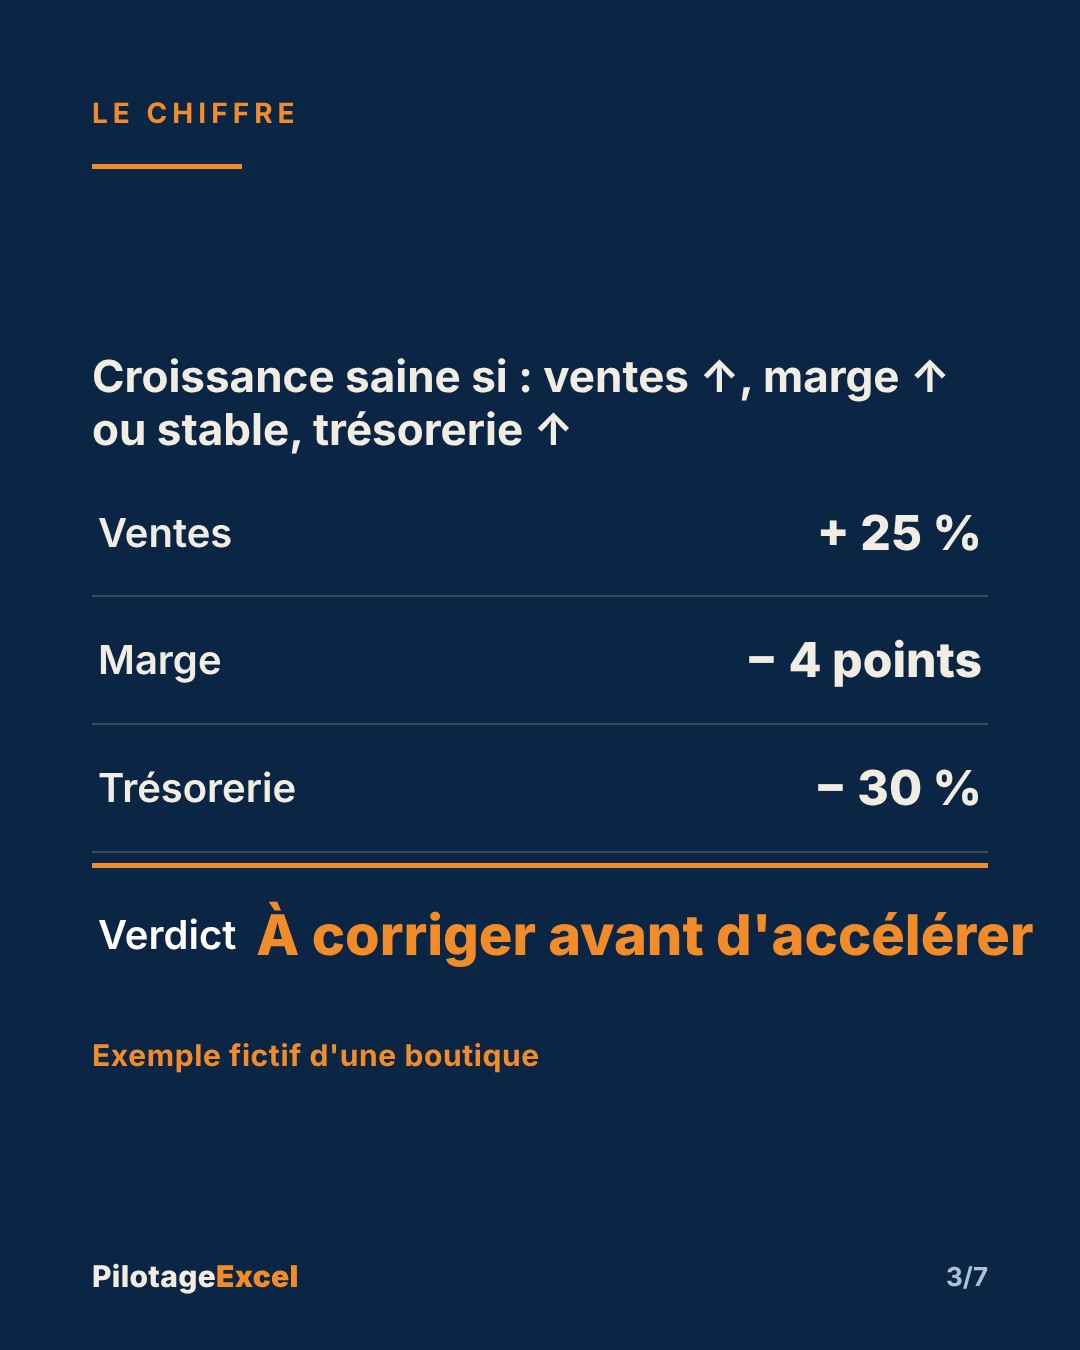 LE CHIFFRE
Croissance saine si : ventes ↑, marge ↑
ou stable, trésorerie ↑
Ventes + 25 %
Marge − 4 points
Trésorerie − 30 %
Verdict À corriger avant d'accélérer
Exemple fictif d'une boutique
PilotageExcel 3/7